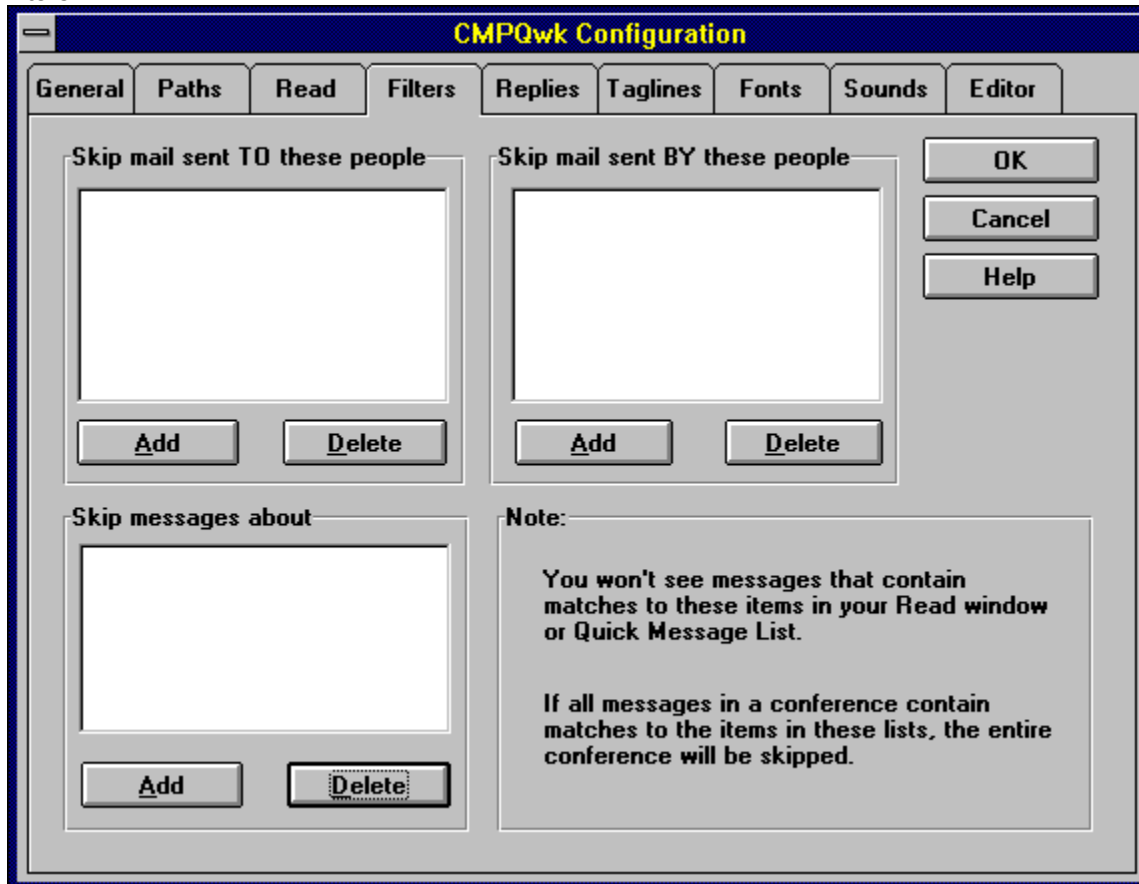 CMPQwk Configuration
General Paths Read Filters Replies Taglines Fonts Sounds Editor
Skip mail sent TO these people
Skip mail sent BY these people
OK
Cancel
Help
Add Delete
Add Delete
Skip messages about
Add Delete
Note:
You won't see messages that contain
matches to these items in your Read window
or Quick Message List.
If all messages in a conference contain
matches to the items in these lists, the entire
conference will be skipped.